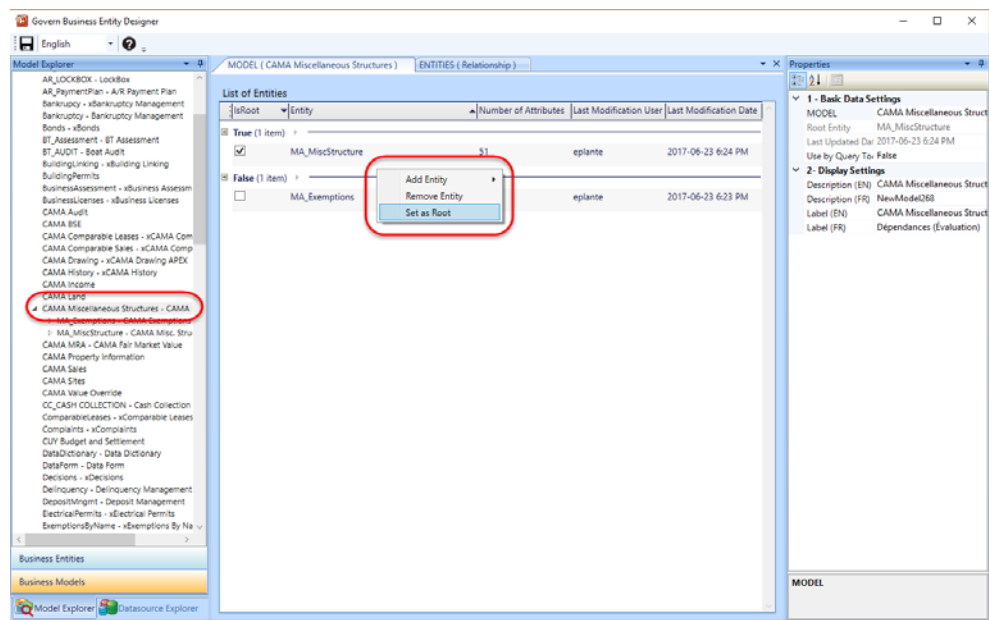 Govern Business Entity Designer
English
Model Explorer
AR_LOCKBOX - LockBox
AR_PaymentPlan - A/R Payment Plan
Bankrupcy - xBankruptcy Management
Bankruptcy - Bankruptcy Management
Bonds - xBonds
BT_Assessment - BT Assessment
BT_AUDIT - Boat Audit
BuildingLinking - xBuilding Linking
BuildingPermits
BusinessAssessment - xBusiness Assessm
BusinessLicenses - xBusiness Licenses
CAMA Audit
CAMA BSE
CAMA Comparable Leases - xCAMA Com
CAMA Comparable Sales - xCAMA Comp
CAMA Drawing - xCAMA Drawing APEX
CAMA History - xCAMA History
CAMA Income
CAMA Land
CAMA Miscellaneous Structures - CAMA
MA_Exemptions - CAMA Exemptions
MA_MiscStructure - CAMA Misc. Stru
CAMA MRA - CAMA Fair Market Value
CAMA Property Information
CAMA Sales
CAMA Sites
CAMA Value Override
CC_CASH COLLECTION - Cash Collection
ComparableLeases - xComparable Leases
Complaints - xComplaints
CUY Budget and Settlement
DataDictionary - Data Dictionary
DataForm - Data Form
Decisions - xDecisions
Delinquency - Delinquency Management
DepositMngmt - Deposit Management
ElectricalPermits - xElectrical Permits
ExemptionsByName - xExemptions By Na
Business Entities
Business Models
Model Explorer Datasource Explorer
MODEL ( CAMA Miscellaneous Structures ) ENTITIES ( Relationship )
List of Entities
IsRoot Entity Number of Attributes Last Modification User Last Modification Date
True (1 item)
MA_MiscStructure 51 eplante 2017-06-23 6:24 PM
False (1 item)
MA_Exemptions eplante 2017-06-23 6:23 PM
Add Entity
Remove Entity
Set as Root
Properties
1 - Basic Data Settings
MODEL CAMA Miscellaneous Struct
Root Entity MA_MiscStructure
Last Updated Dat 2017-06-23 6:24 PM
Use by Query To False
2- Display Settings
Description (EN) CAMA Miscellaneous Struct
Description (FR) NewModel268
Label (EN) CAMA Miscellaneous Struct
Label (FR) Dépendances (Évaluation)
MODEL